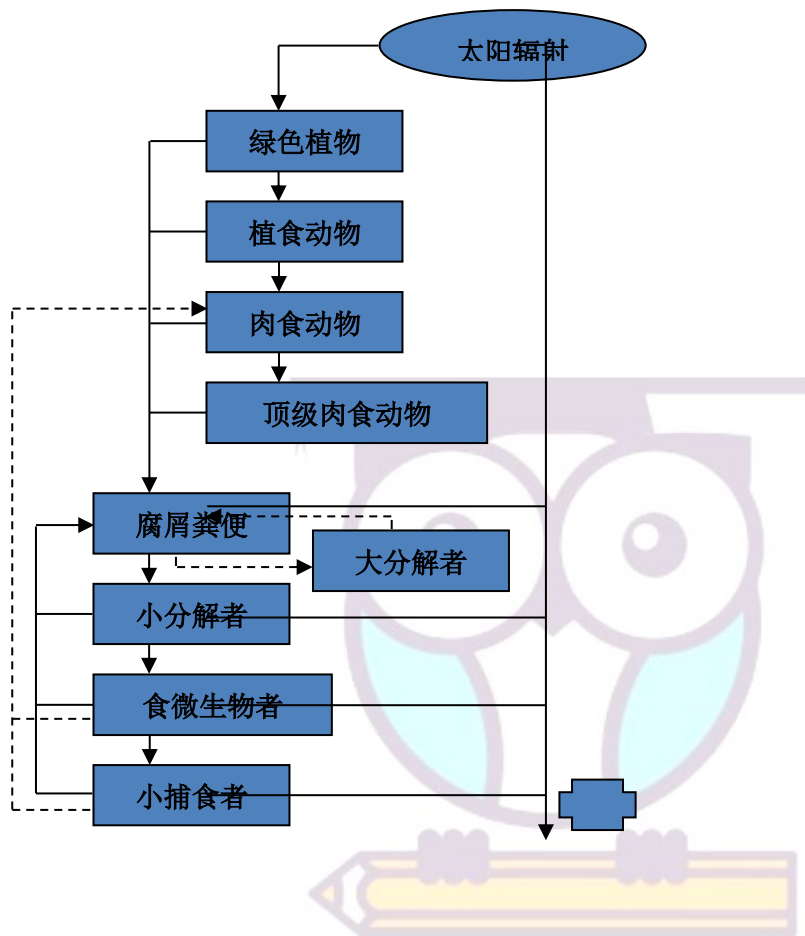 太阳辐射
绿色植物
植食动物
肉食动物
顶级肉食动物
腐屑粪便
大分解者
小分解者
食微生物者
小捕食者